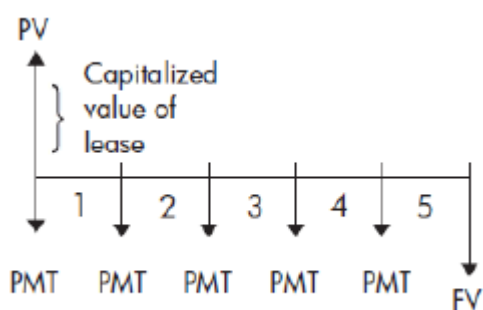 PV
Capitalized
value of
lease
1 2 3 4 5
PMT PMT PMT PMT PMT
FV